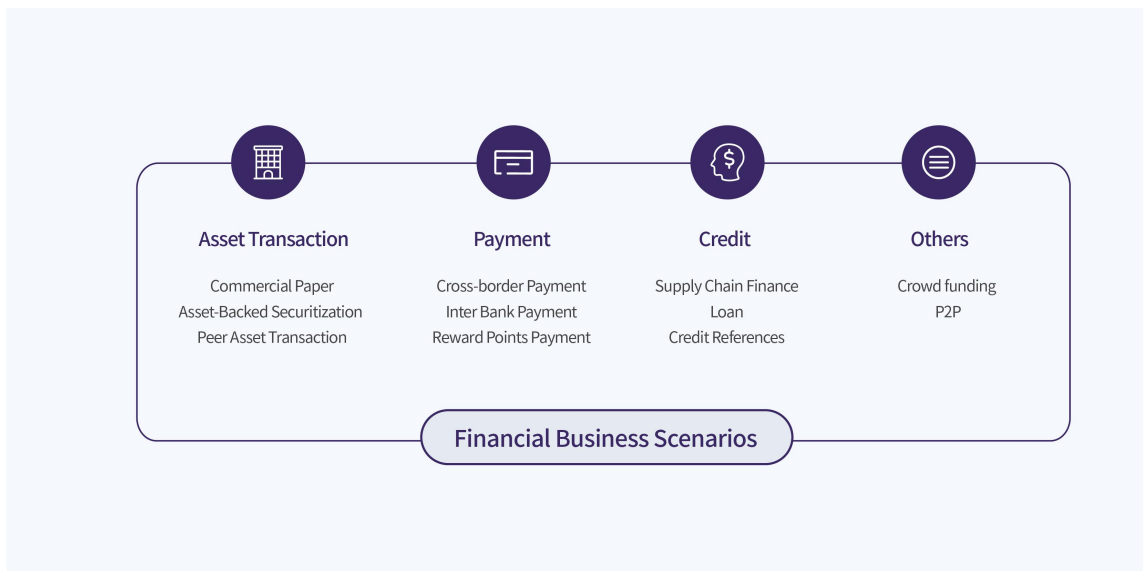 Asset Transaction
Commercial Paper
Asset-Backed Securitization
Peer Asset Transaction
Payment
Cross-border Payment
Inter Bank Payment
Reward Points Payment
Credit
Supply Chain Finance
Loan
Credit References
Others
Crowd funding
P2P
Financial Business Scenarios